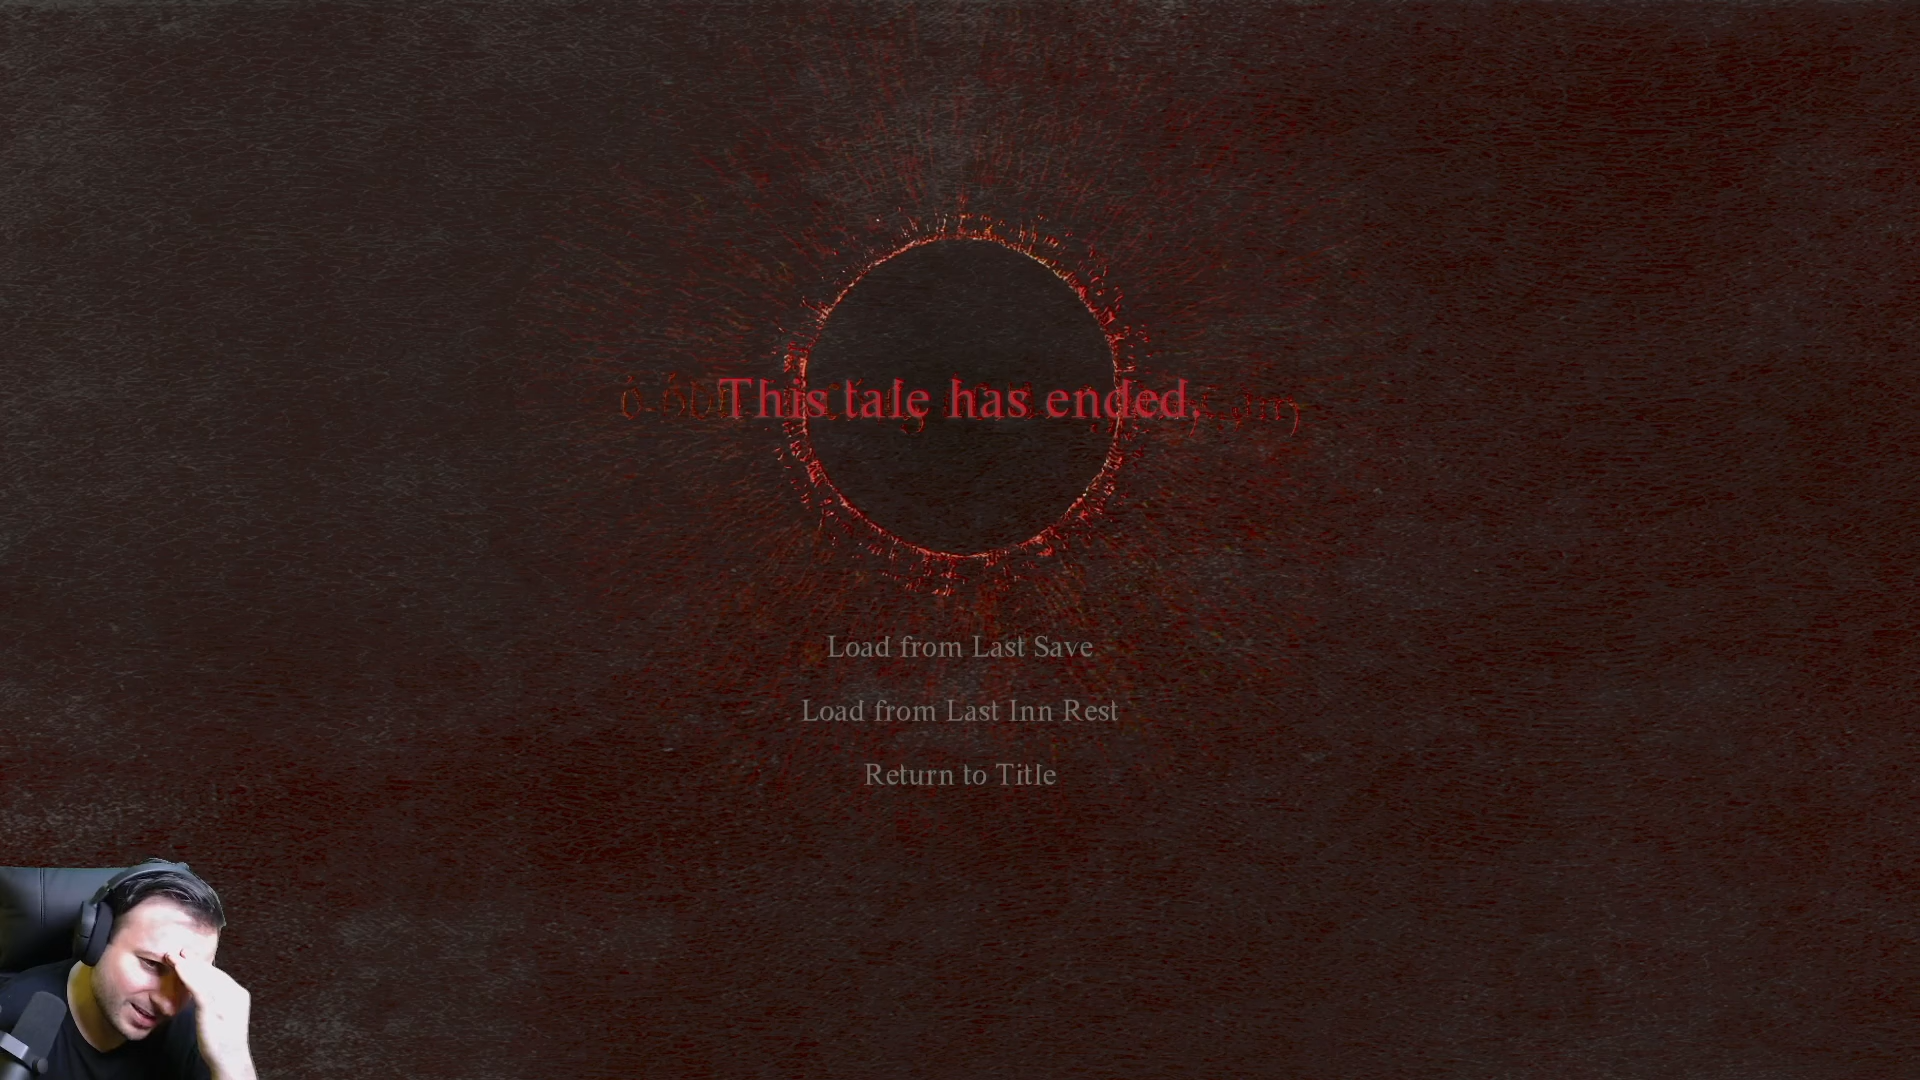 This tale has ended.
Load from Last Save
Load from Last Inn Rest
Return to Title